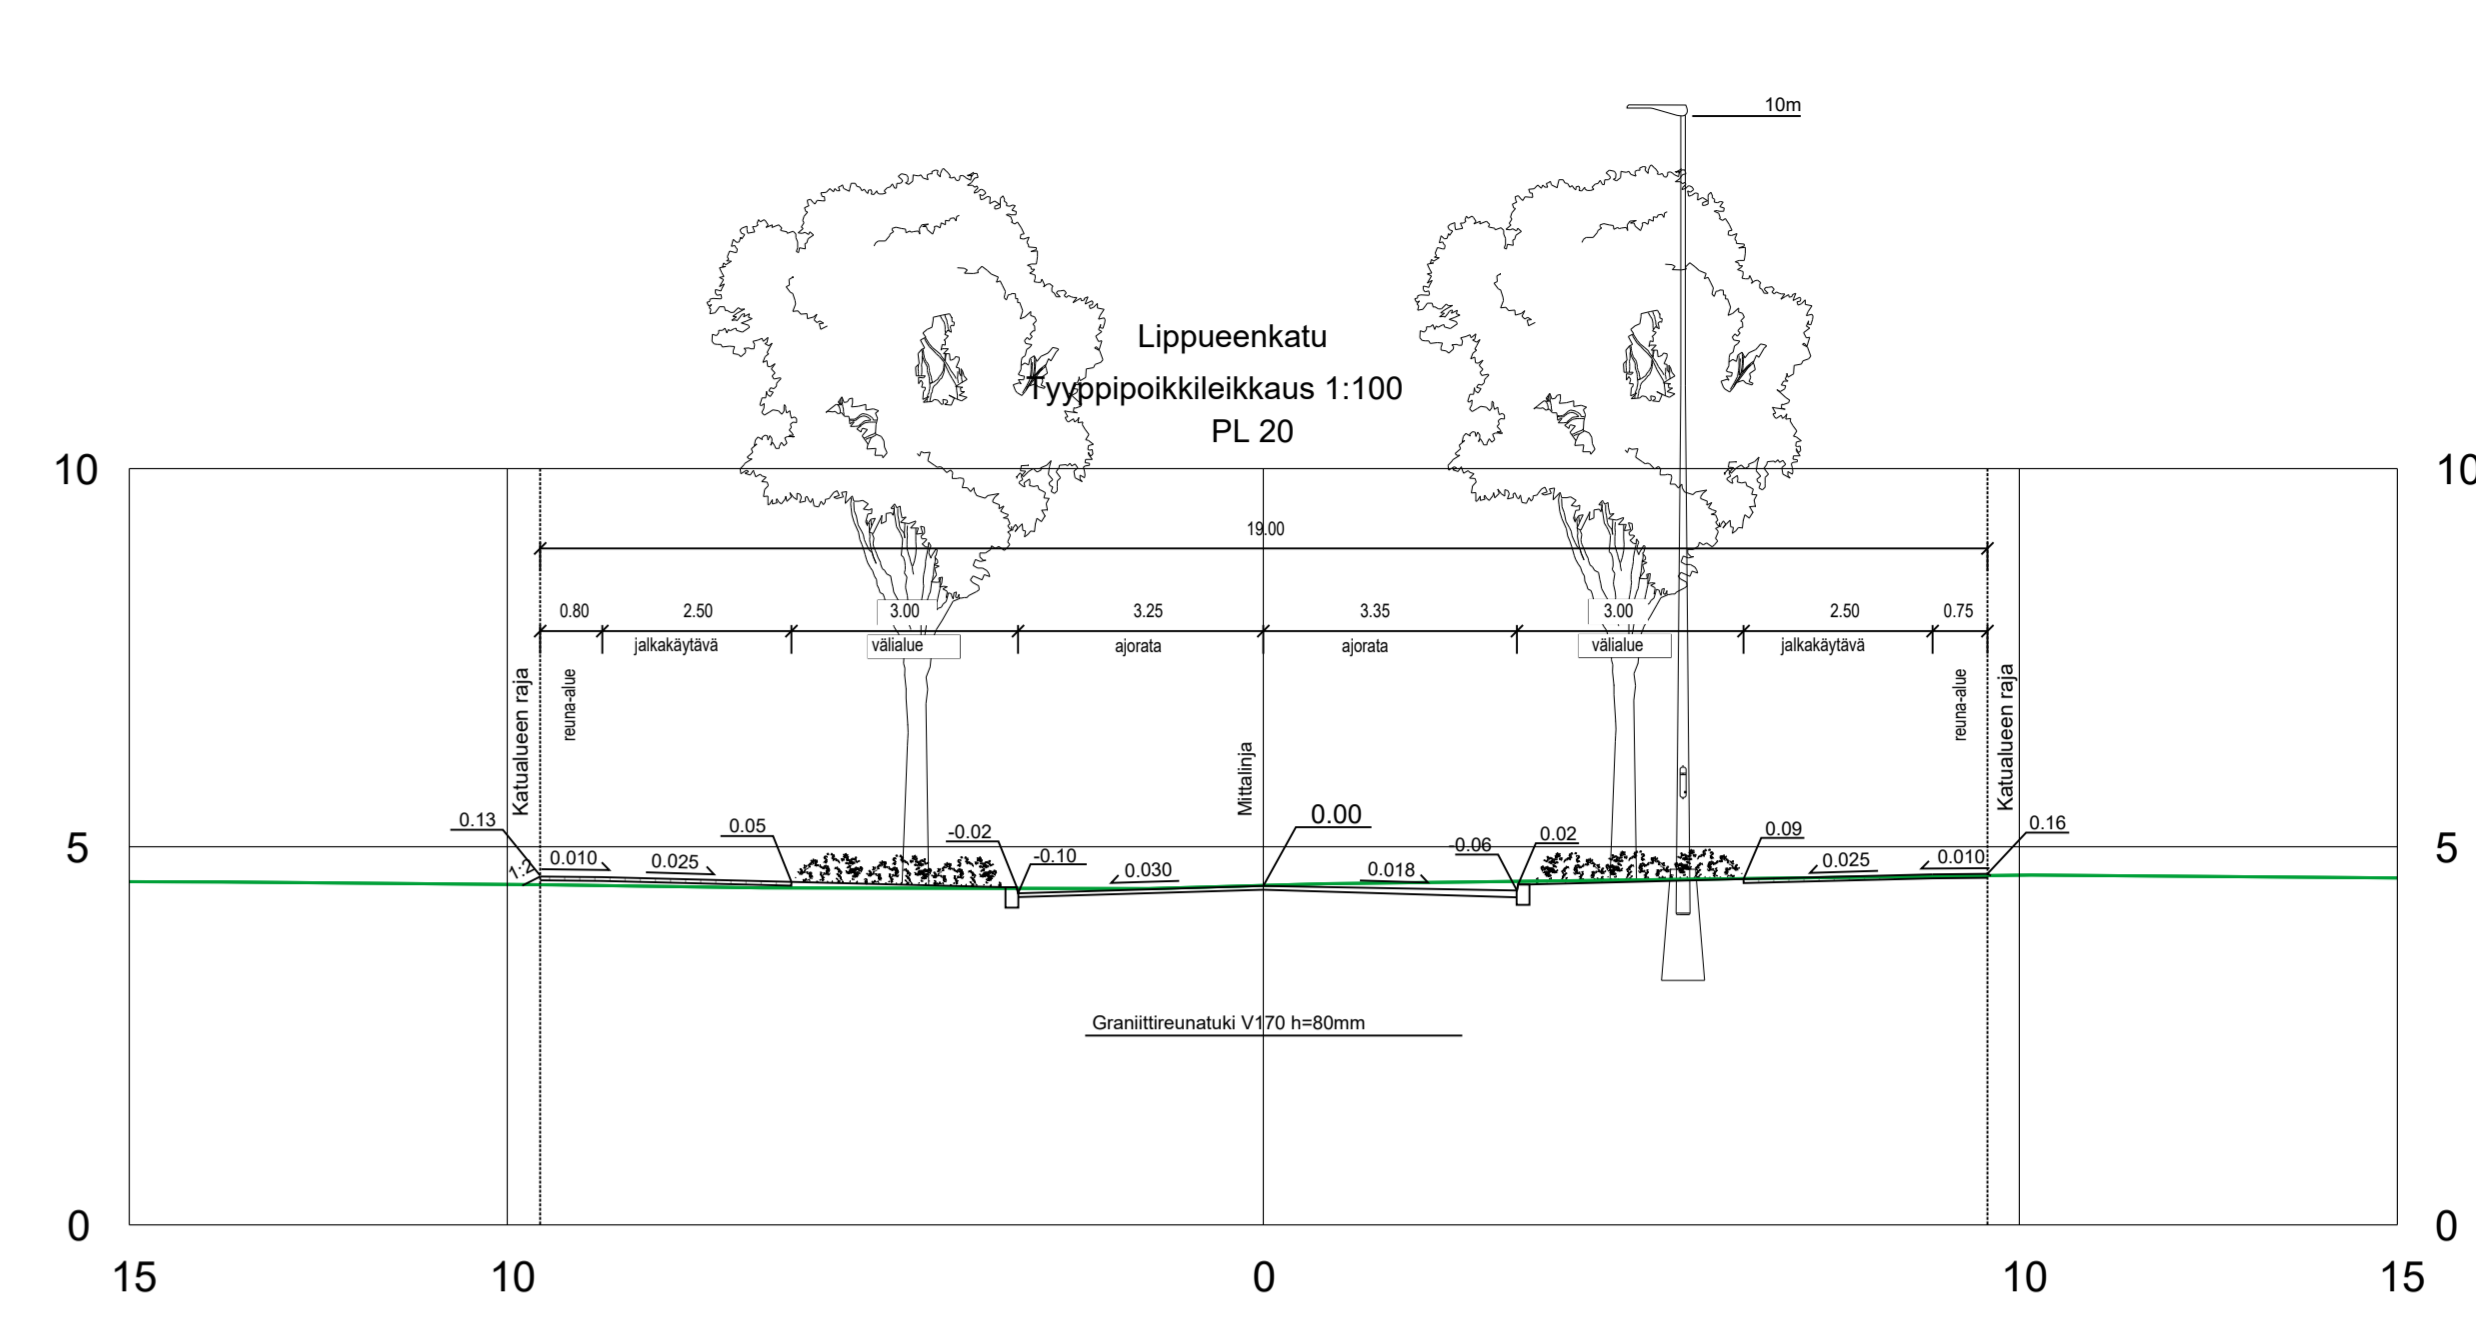 10m
Lippueenkatu
Tyyppipoikkileikkaus 1:100
PL 20
10 10
19.00
0.80 2.50 3.00 3.25 3.35 3.00 2.50 0.75
jalkakäytävä välialue ajorata ajorata välialue jalkakäytävä
Katualueen raja
reuna-alue
Mittalinja
reuna-alue
Katualueen raja
0.13 0.05 -0.02 -0.10 0.00 -0.06 0.02 0.09 0.16
5 5
1:2 0.010 0.025 0.030 0.018 0.025 0.010
Graniittireunatuki V170 h=80mm
0 0
15 10 0 10 15